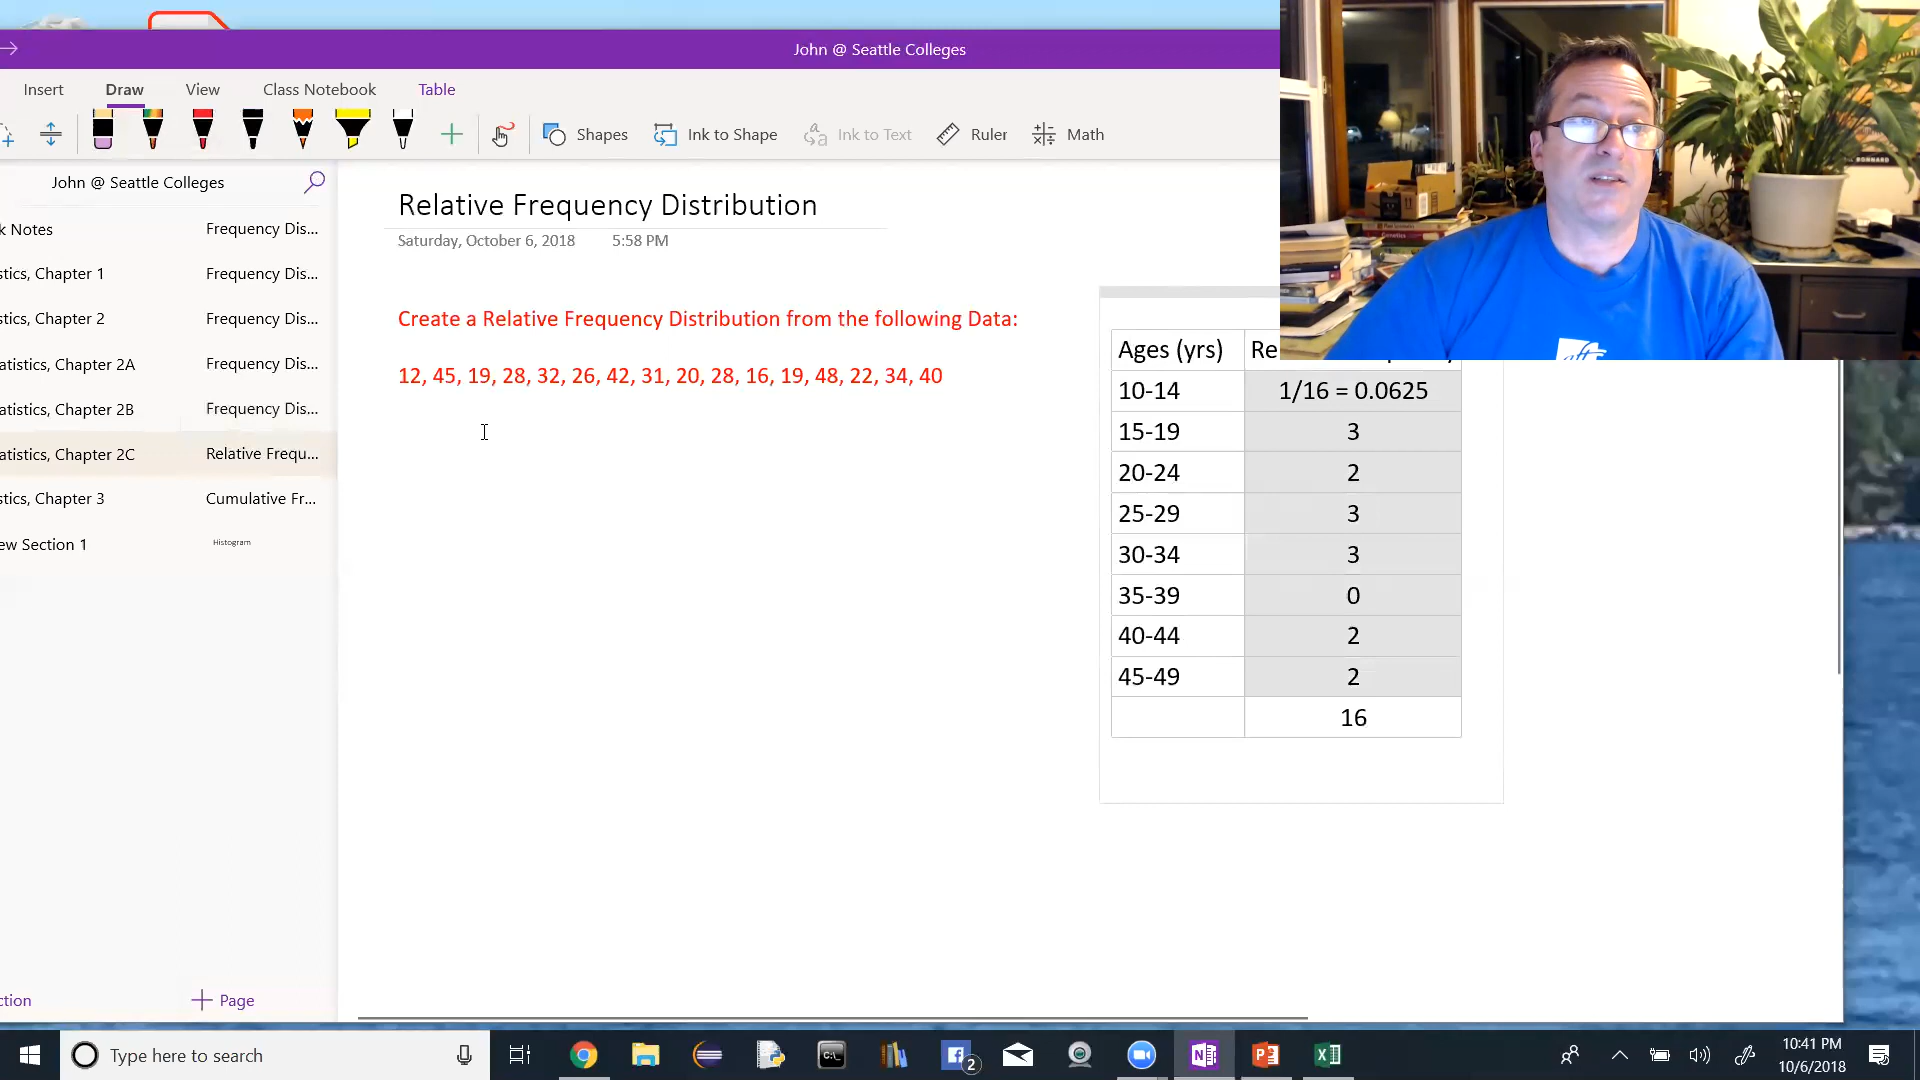 John @ Seattle Colleges
Insert
Draw
View
Class Notebook
Table
Shapes
Ink to Shape
Ink to Text
Ruler
Math
John @ Seattle Colleges
k Notes
stics, Chapter 1
stics, Chapter 2
atistics, Chapter 2A
atistics, Chapter 2B
atistics, Chapter 2C
stics, Chapter 3
ew Section 1
ction
Frequency Dis...
Frequency Dis...
Frequency Dis...
Frequency Dis...
Frequency Dis...
Relative Frequ...
Cumulative Fr...
Histogram
Page
Relative Frequency Distribution
Saturday, October 6, 2018 5:58 PM
Create a Relative Frequency Distribution from the following Data:
12, 45, 19, 28, 32, 26, 42, 31, 20, 28, 16, 19, 48, 22, 34, 40
Ages (yrs) Re
10-14 1/16 = 0.0625
15-19 3
20-24 2
25-29 3
30-34 3
35-39 0
40-44 2
45-49 2
16
Type here to search
2
10:41 PM
10/6/2018